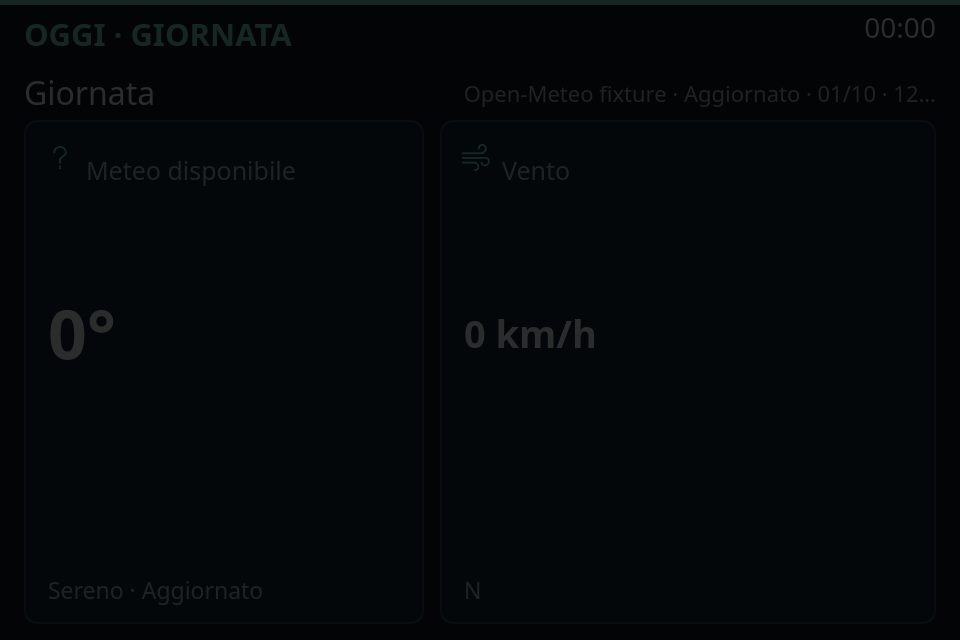 OGGI · GIORNATA
00:00
Giornata
Open-Meteo fixture · Aggiornato · 01/10 · 12...
?
Meteo disponibile
Vento
0°
0 km/h
Sereno · Aggiornato
N